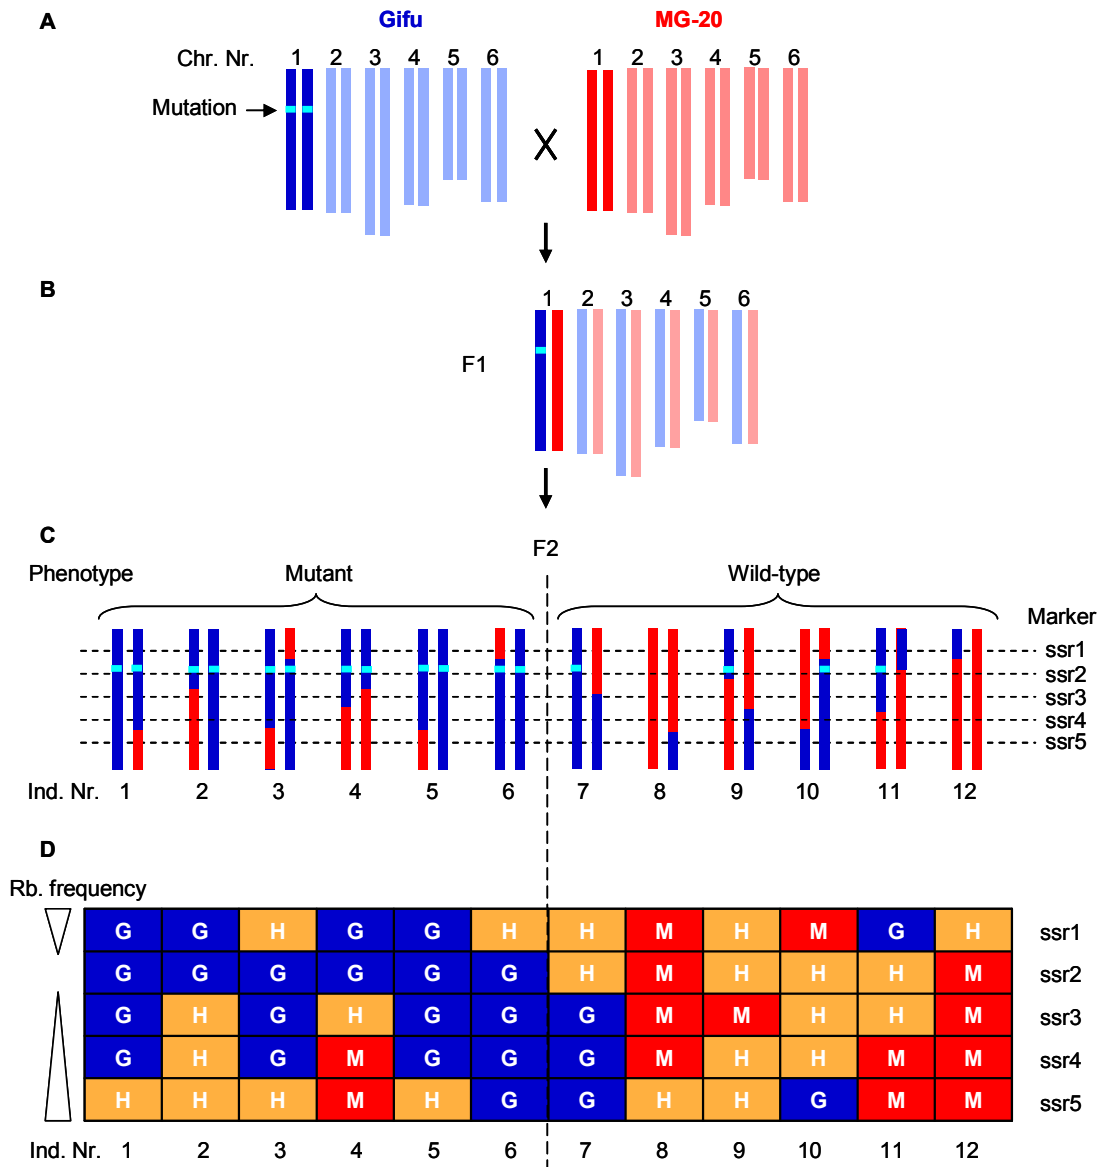 A
Gifu
MG-20
Chr. Nr.
1 2 3 4 5 6
1 2 3 4 5 6
Mutation
B
1 2 3 4 5 6
F1
C
F2
Phenotype
Mutant
Wild-type
Marker
ssr1
ssr2
ssr3
ssr4
ssr5
Ind. Nr. 1 2 3 4 5 6 7 8 9 10 11 12
D
Rb. frequency
G G H G G H H M H M G H ssr1
G G G G G G H M H H H M ssr2
G H G H G G G M M H H M ssr3
G H G M G G G M H H M M ssr4
H H H M H G G H H G M M ssr5
Ind. Nr. 1 2 3 4 5 6 7 8 9 10 11 12